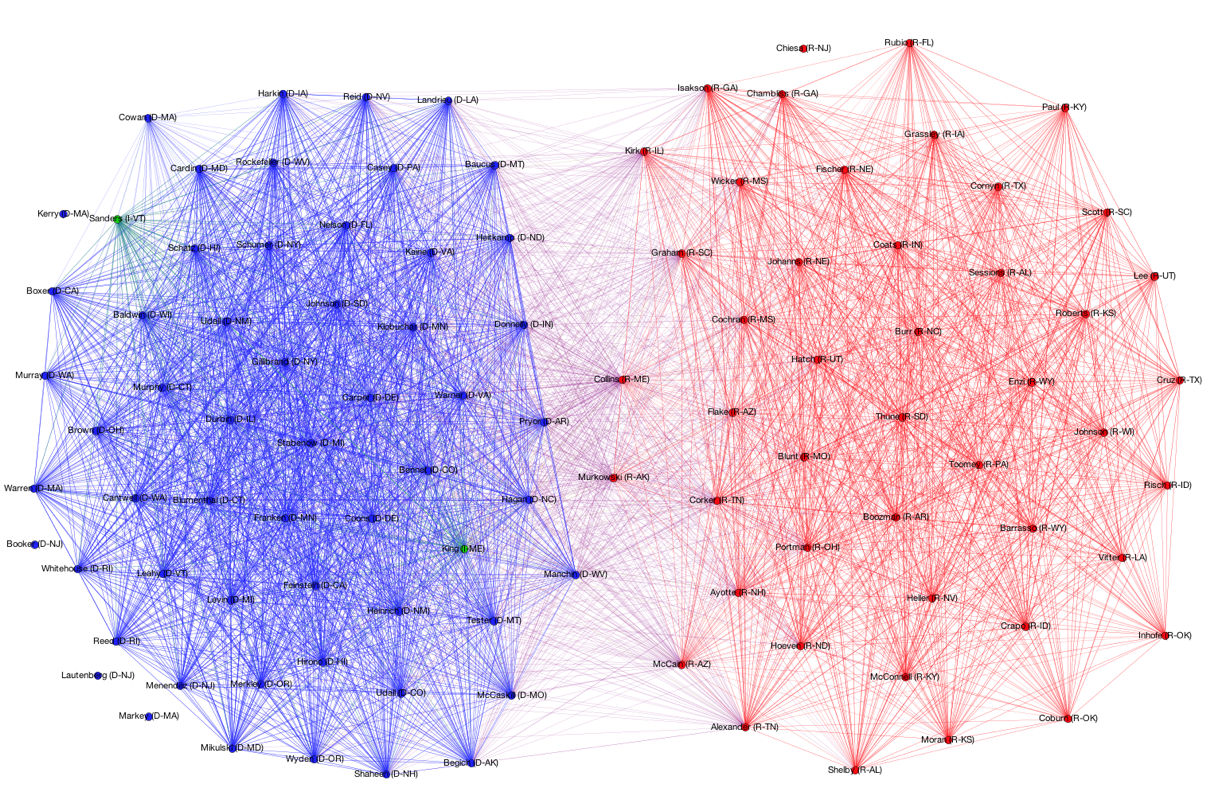 Rubio (R-FL)
Chiesa (R-NJ)
Isakson (R-GA)
Chambliss (R-GA)
Harkin (D-IA)
Reid (D-NV)
Landrieu (D-LA)
Paul (R-KY)
Cowan (D-MA)
Grassley (R-IA)
Kirk (R-IL)
Rockefeller (D-WV)
Baucus (D-MT)
Cardin (D-MD)
Casey (D-PA)
Fischer (R-NE)
Wicker (R-MS)
Cornyn (R-TX)
Kerry (D-MA)
Sanders (I-VT)
Scott (R-SC)
Nelson (D-FL)
Heitkamp (D-ND)
Schatz (D-HI)
Schumer (D-NY)
Kaine (D-VA)
Graham (R-SC)
Coats (R-IN)
Johanns (R-NE)
Sessions (R-AL)
Lee (R-UT)
Boxer (D-CA)
Johnson (D-SD)
Baldwin (D-WI)
Udall (D-NM)
Klobuchar (D-MN)
Donnelly (D-IN)
Cochran (R-MS)
Roberts (R-KS)
Burr (R-NC)
Gillibrand (D-NY)
Hatch (R-UT)
Murray (D-WA)
Murphy (D-CT)
Collins (R-ME)
Enzi (R-WY)
Cruz (R-TX)
Carper (D-DE)
Warner (D-VA)
Durbin (D-IL)
Pryor (D-AR)
Flake (R-AZ)
Thune (R-SD)
Brown (D-OH)
Johnson (R-WI)
Stabenow (D-MI)
Blunt (R-MO)
Bennet (D-CO)
Toomey (R-PA)
Murkowski (R-AK)
Warren (D-MA)
Risch (R-ID)
Cantwell (D-WA)
Blumenthal (D-CT)
Hagan (D-NC)
Corker (R-TN)
Franken (D-MN)
Coons (D-DE)
Boozman (R-AR)
Barrasso (R-WY)
Booker (D-NJ)
King (I-ME)
Portman (R-OH)
Vitter (R-LA)
Whitehouse (D-RI)
Leahy (D-VT)
Manchin (D-WV)
Feinstein (D-CA)
Ayotte (R-NH)
Levin (D-MI)
Heller (R-NV)
Heinrich (D-NM)
Tester (D-MT)
Crapo (R-ID)
Reed (D-RI)
Inhofe (R-OK)
Hoeven (R-ND)
Hirono (D-HI)
McCain (R-AZ)
Lautenberg (D-NJ)
McConnell (R-KY)
Menendez (D-NJ)
Merkley (D-OR)
Udall (D-CO)
McCaskill (D-MO)
Markey (D-MA)
Coburn (R-OK)
Alexander (R-TN)
Moran (R-KS)
Mikulski (D-MD)
Wyden (D-OR)
Begich (D-AK)
Shaheen (D-NH)
Shelby (R-AL)